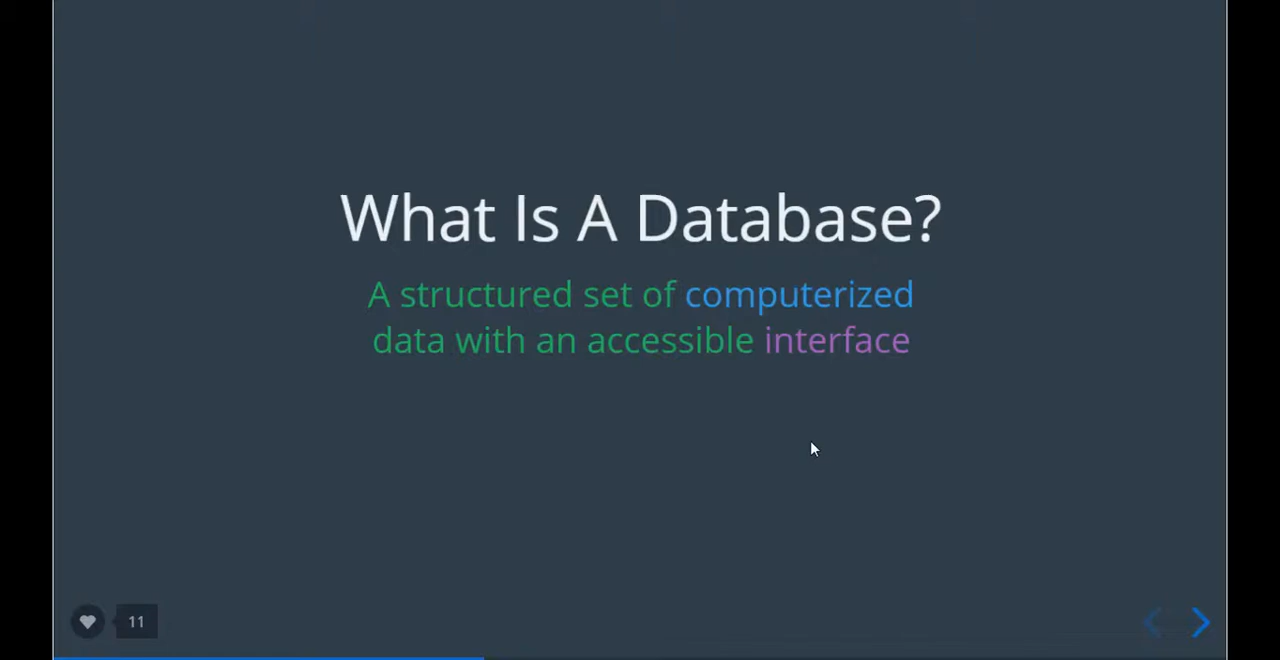 What Is A Database?
A structured set of computerized
data with an accessible interface
11